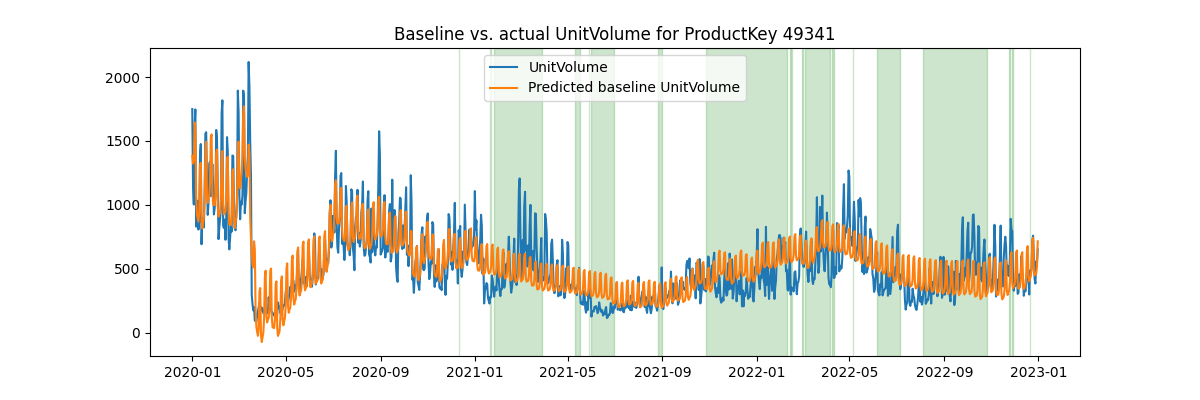 Baseline vs. actual UnitVolume for ProductKey 49341
UnitVolume
Predicted baseline UnitVolume
2000
1500
1000
500
0
2020-01 2020-05 2020-09 2021-01 2021-05 2021-09 2022-01 2022-05 2022-09 2023-01